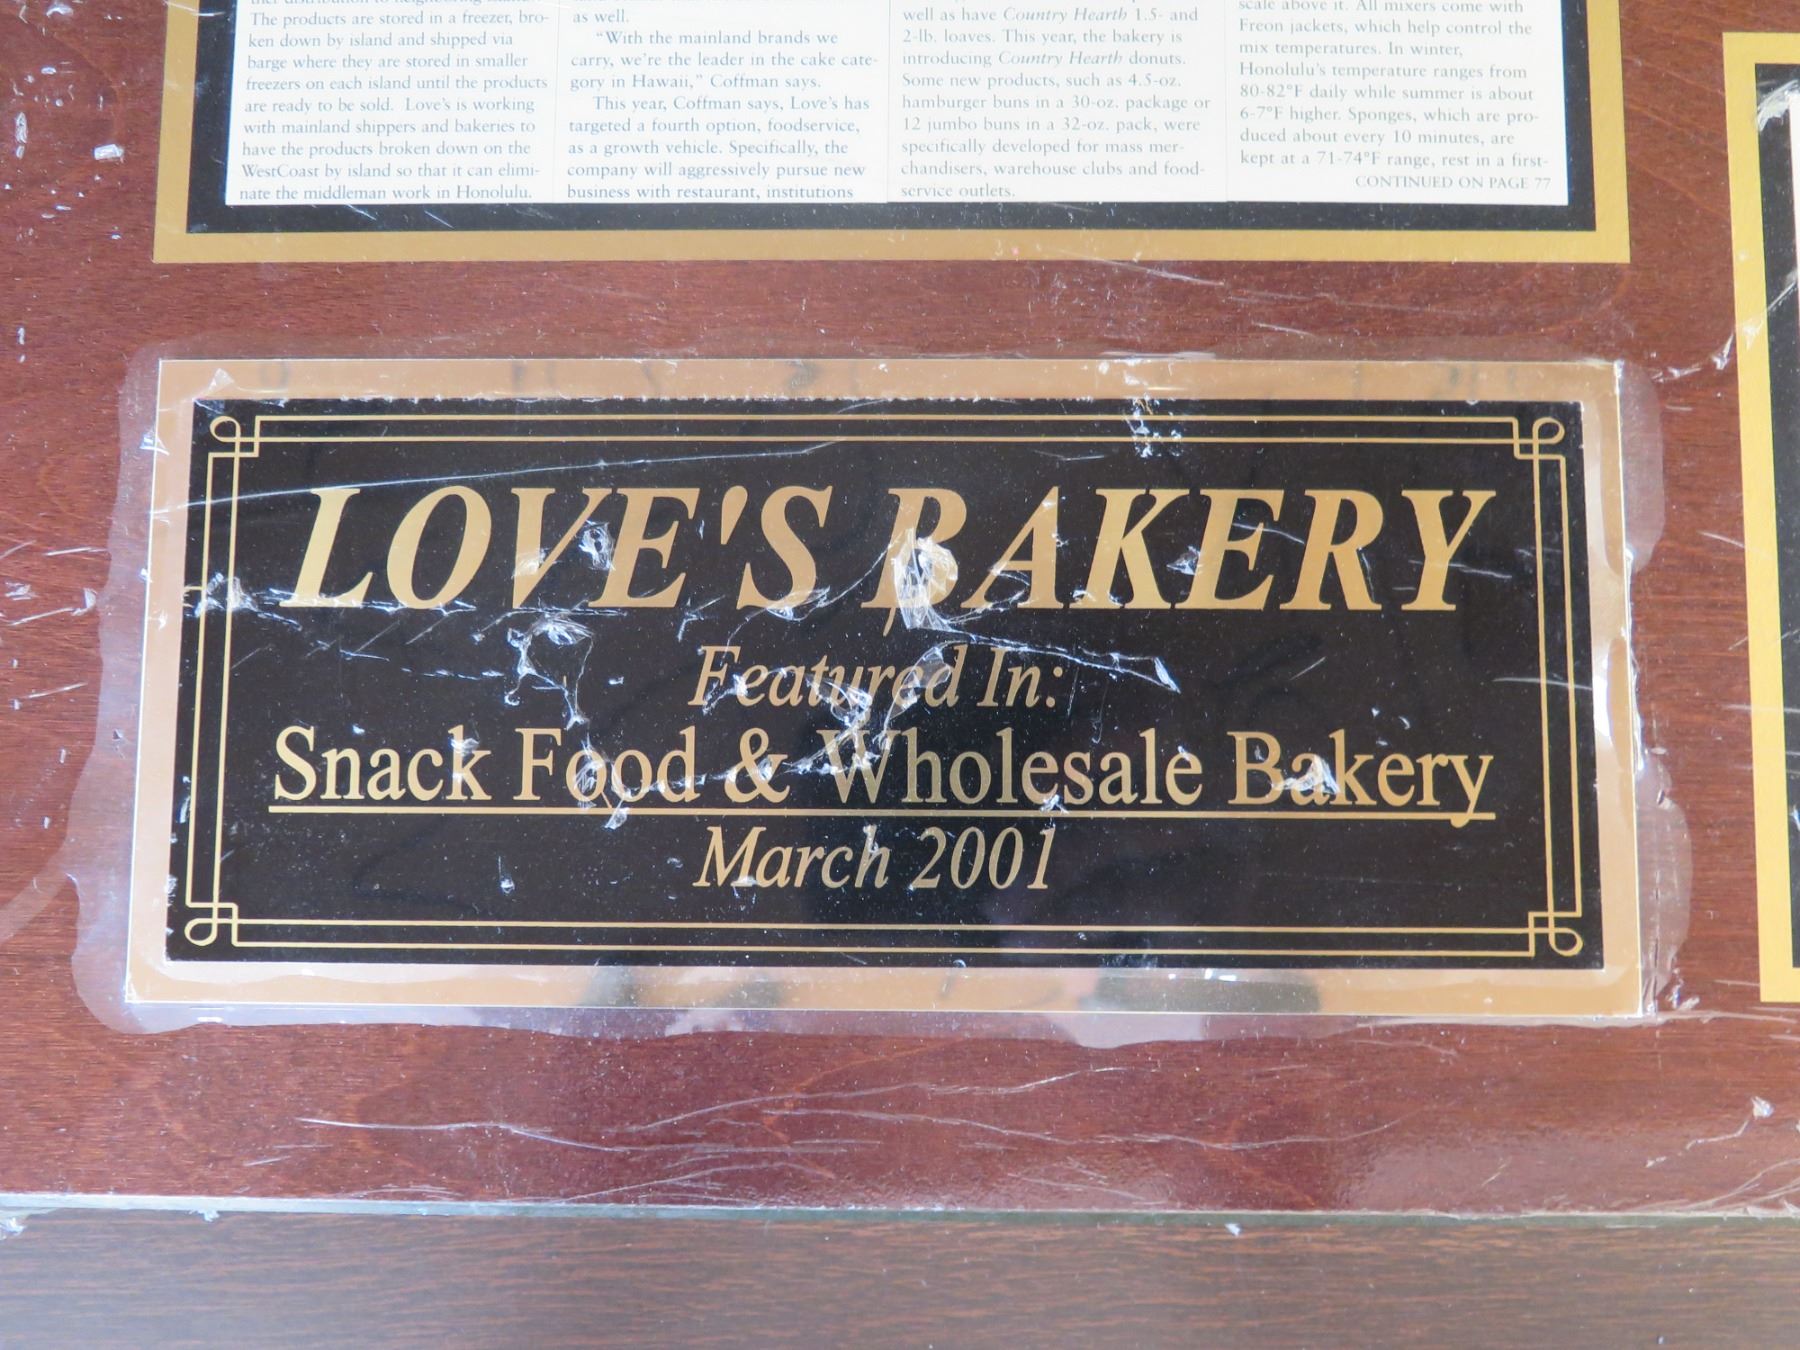 The products are stored in a freezer, bro-
ken down by island and shipped via
barge where they are stored in smaller
freezers on each island until the products
are ready to be sold. Love's is working
with mainland shippers and bakeries to
have the products broken down on the
WestCoast by island so that it can elimi-
nate the middleman work in Honolulu.
as well.
"With the mainland brands we
carry, we're the leader in the cake cate-
gory in Hawaii," Coffman says.
This year, Coffman says, Love's has
targeted a fourth option, foodservice,
as a growth vehicle. Specifically, the
company will aggressively pursue new
business with restaurant, institutions
well as have Country Hearth 1.5- and
2-lb. loaves. This year, the bakery is
introducing Country Hearth donuts.
Some new products, such as 4.5-oz.
hamburger buns in a 30-oz. package or
12 jumbo buns in a 32-oz. pack, were
specifically developed for mass mer-
chandisers, warehouse clubs and food-
service outlets.
scale above it. All mixers come with
Freon jackets, which help control the
mix temperatures. In winter,
Honolulu's temperature ranges from
80-82°F daily while summer is about
6-7°F higher. Sponges, which are pro-
duced about every 10 minutes, are
kept at a 71-74°F range, rest in a first-
CONTINUED ON PAGE 77
LOVE'S BAKERY
Featured In:
Snack Food & Wholesale Bakery
March 2001